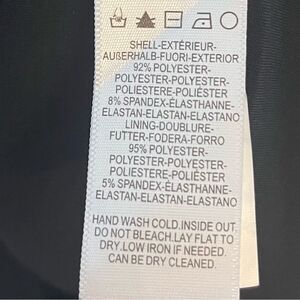 SHELL-EXTÉRIEUR-
AUßERHALB-FUORI-EXTERIOR
92% POLYESTER-
POLYESTER-POLYESTER-
POLIESTERE-POLIÉSTER
8% SPANDEX-ÉLASTHANNE-
ELASTAN-ELASTAN-ELASTANO
LINING-DOUBLURE-
FUTTER-FODERA-FORRO
95% POLYESTER-
POLYESTER-POLYESTER-
POLIESTERE-POLIÉSTER
5% SPANDEX-ÉLASTHANNE-
ELASTAN-ELASTAN-ELASTANO
HAND WASH COLD.INSIDE OUT.
DO NOT BLEACH.LAY FLAT TO
DRY.LOW IRON IF NEEDED.
CAN BE DRY CLEANED.